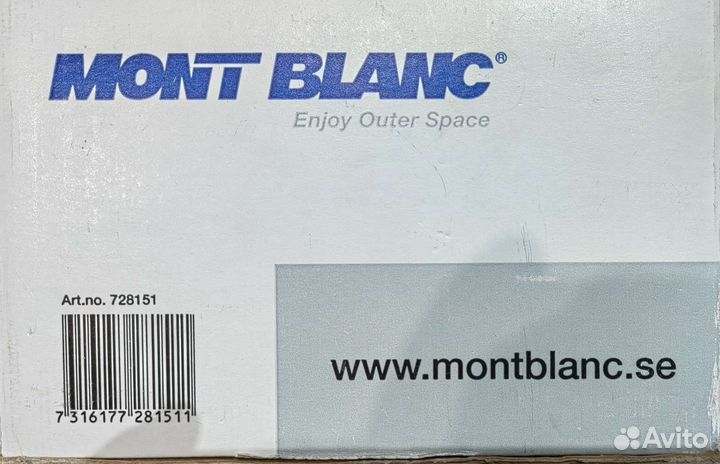 MONT BLANC®
Enjoy Outer Space
Art.no. 728151
www.montblanc.se
7 316177 281511
Avito